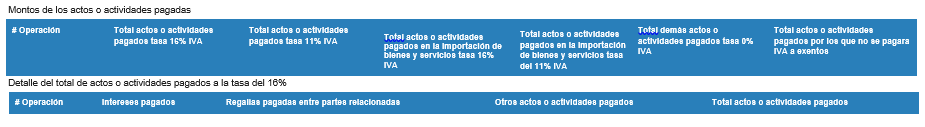 Montos de los actos o actividades pagadas
# Operación
Total actos o actividades
pagados tasa 16% IVA
Total actos o actividades
pagados tasa 11% IVA
Total actos o actividades
pagados en la importación de
bienes y servicios tasa 16%
IVA
Total actos o actividades
pagados en la importación
de bienes y servicios tasa
del 11% IVA
Total demás actos o
actividades pagados tasa 0%
IVA
Total actos o actividades
pagados por los que no se pagara
IVA a exentos
Detalle del total de actos o actividades pagados a la tasa del 16%
# Operación
Intereses pagados
Regalías pagadas entre partes relacionadas
Otros actos o actividades pagados
Total actos o actividades pagados